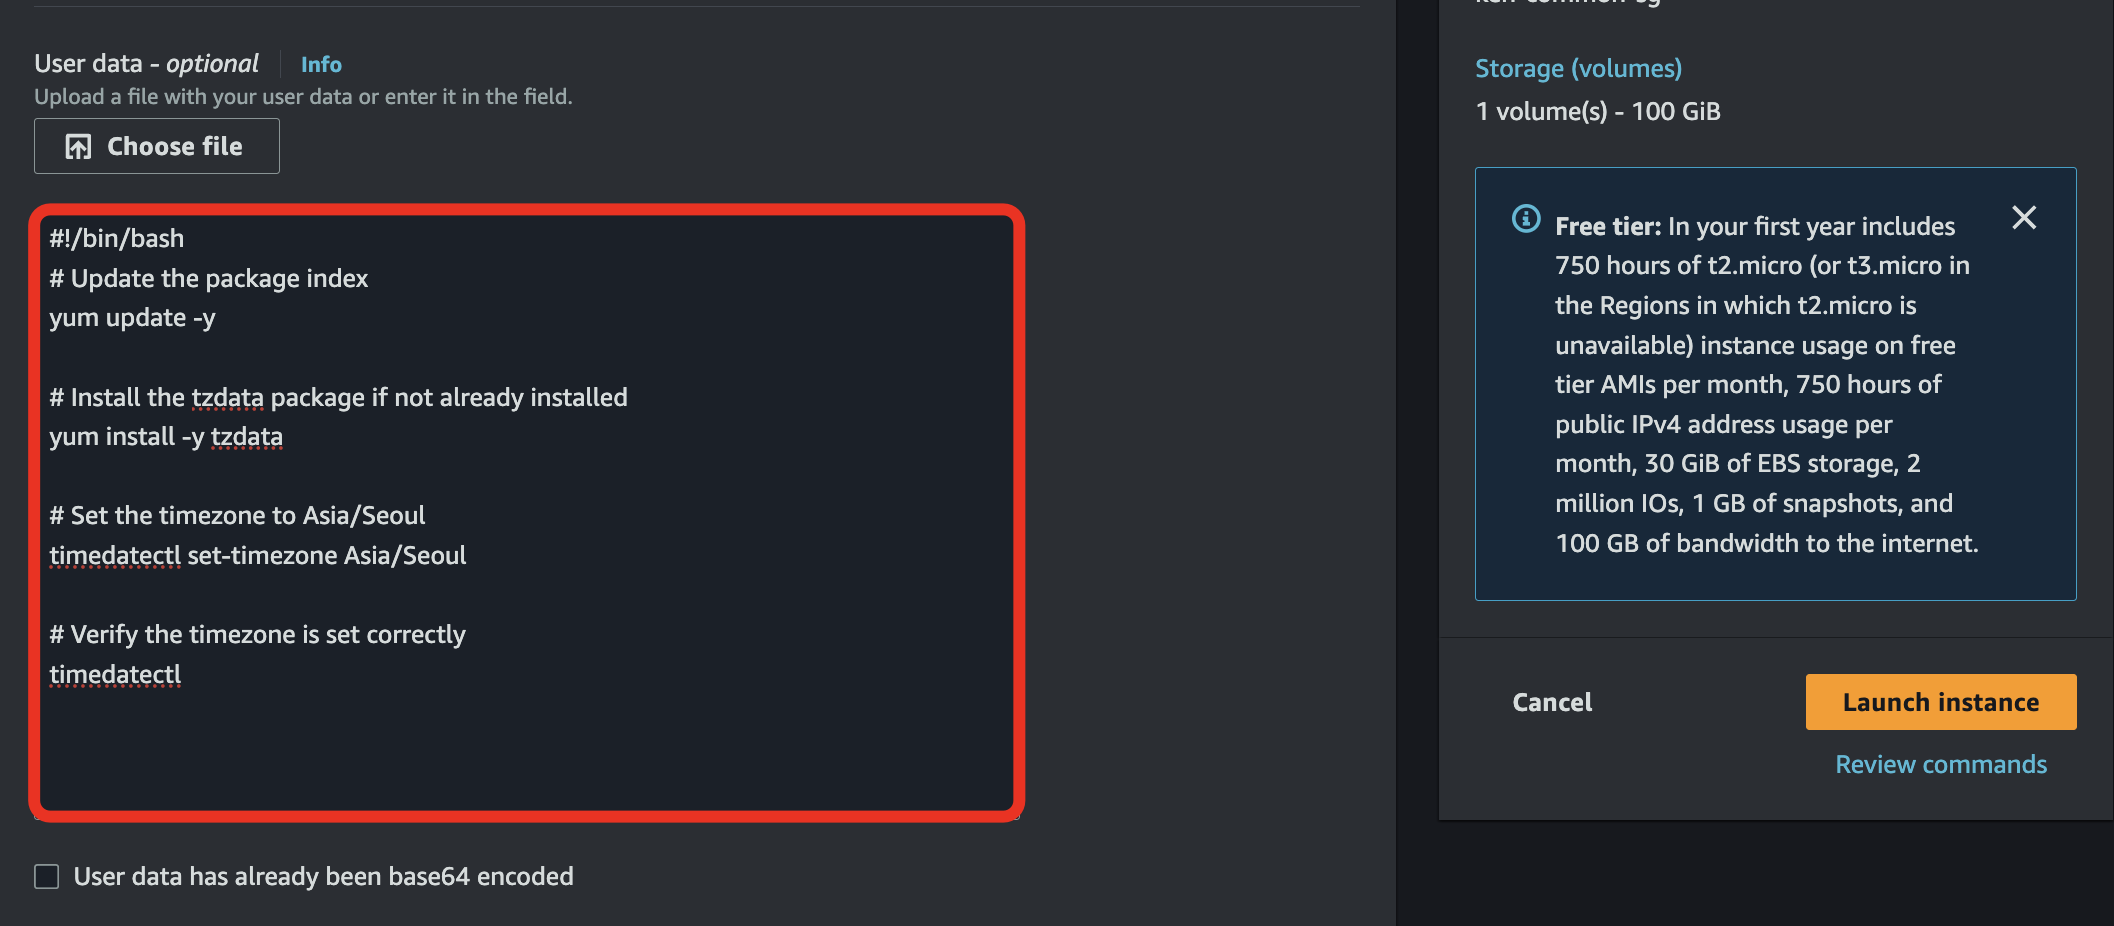 User data - optional
Info
Upload a file with your user data or enter it in the field.
Choose file
#!/bin/bash
# Update the package index
yum update -y
# Install the tzdata package if not already installed
yum install -y tzdata
# Set the timezone to Asia/Seoul
timedatectl set-timezone Asia/Seoul
# Verify the timezone is set correctly
timedatectl
User data has already been base64 encoded
Storage (volumes)
1 volume(s) - 100 GiB
Free tier: In your first year includes
750 hours of t2.micro (or t3.micro in
the Regions in which t2.micro is
unavailable) instance usage on free
tier AMIs per month, 750 hours of
public IPv4 address usage per
month, 30 GiB of EBS storage, 2
million IOs, 1 GB of snapshots, and
100 GB of bandwidth to the internet.
Cancel
Launch instance
Review commands